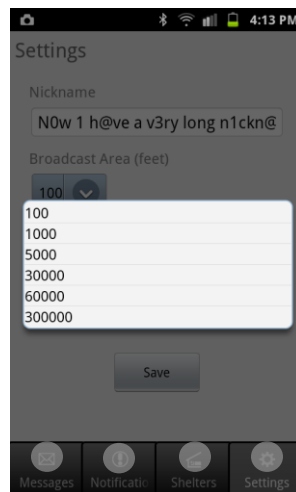 4:13 PM
Settings
Nickname
N0w 1 h@ve a v3ry long n1ckn@
Broadcast Area (feet)
100
100
1000
5000
30000
60000
300000
Save
Messages Notificatio Shelters Settings